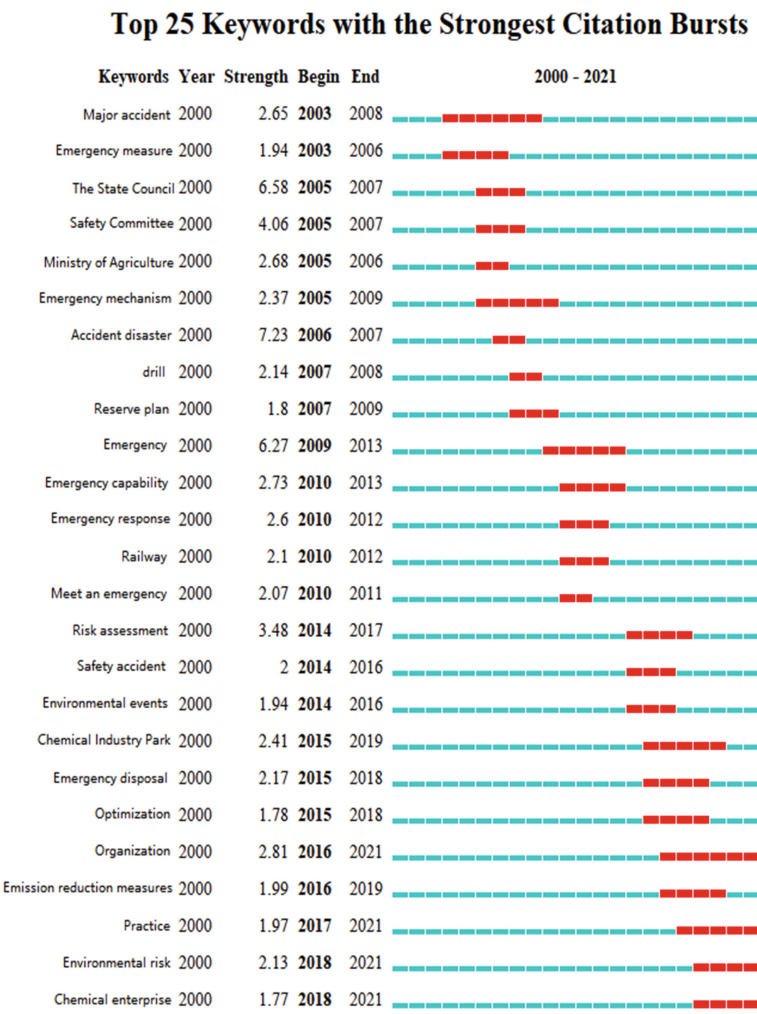 Top 25 Keywords with the Strongest Citation Bursts
Keywords Year Strength Begin End 2000 - 2021
Major accident 2000 2.65 2003 2008
Emergency measure 2000 1.94 2003 2006
The State Council 2000 6.58 2005 2007
Safety Committee 2000 4.06 2005 2007
Ministry of Agriculture 2000 2.68 2005 2006
Emergency mechanism 2000 2.37 2005 2009
Accident disaster 2000 7.23 2006 2007
drill 2000 2.14 2007 2008
Reserve plan 2000 1.8 2007 2009
Emergency 2000 6.27 2009 2013
Emergency capability 2000 2.73 2010 2013
Emergency response 2000 2.6 2010 2012
Railway 2000 2.1 2010 2012
Meet an emergency 2000 2.07 2010 2011
Risk assessment 2000 3.48 2014 2017
Safety accident 2000 2 2014 2016
Environmental events 2000 1.94 2014 2016
Chemical Industry Park 2000 2.41 2015 2019
Emergency disposal 2000 2.17 2015 2018
Optimization 2000 1.78 2015 2018
Organization 2000 2.81 2016 2021
Emission reduction measures 2000 1.99 2016 2019
Practice 2000 1.97 2017 2021
Environmental risk 2000 2.13 2018 2021
Chemical enterprise 2000 1.77 2018 2021